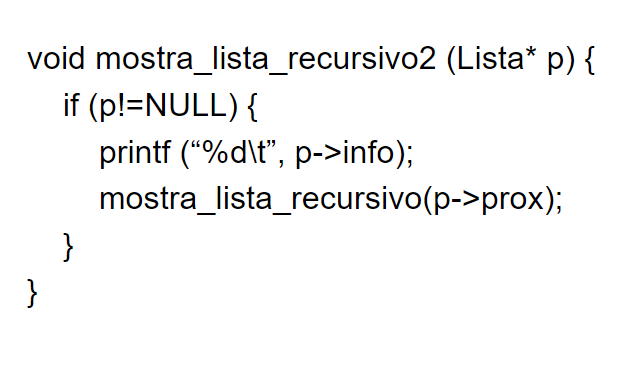 void mostra_lista_recursivo2 (Lista* p) {
if (p!=NULL) {
printf (“%d\t”, p->info);
mostra_lista_recursivo(p->prox);
}
}